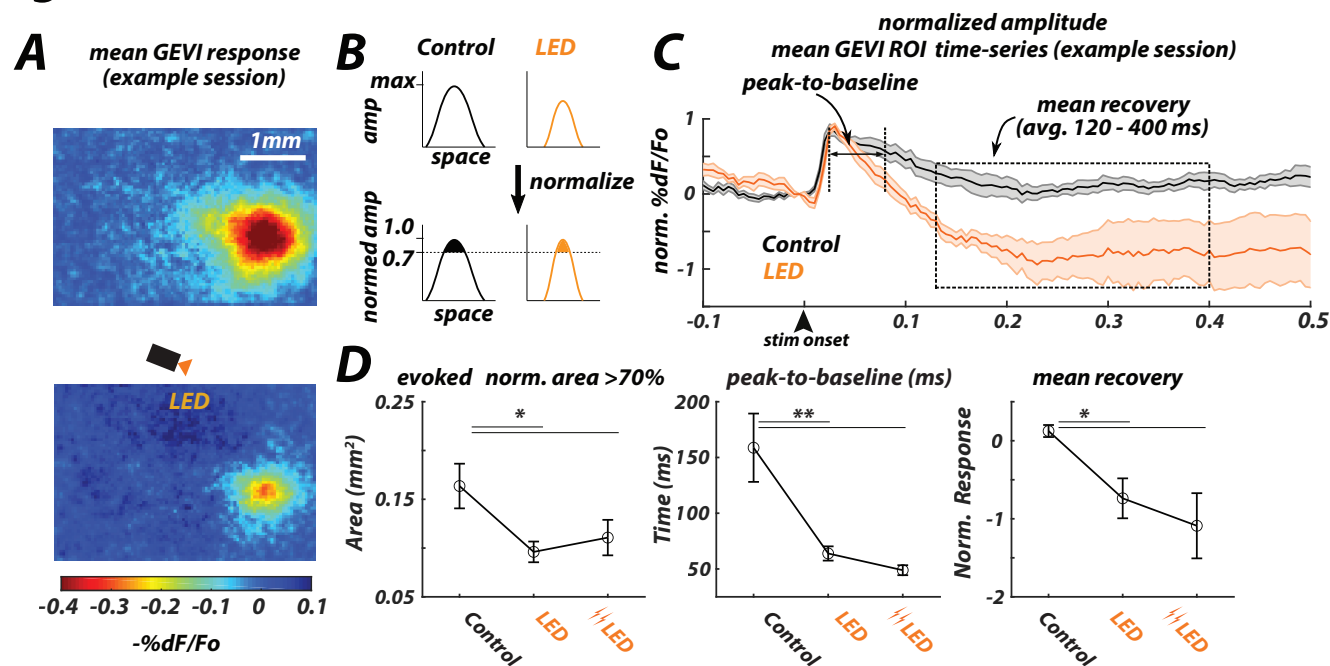 A
mean GEVI response
(example session)
1mm
LED
-0.4 -0.3 -0.2 -0.1 0 0.1
-%dF/Fo
B
Control LED
max
amp
space
normalize
normed amp
1.0
0.7
space
C
normalized amplitude
mean GEVI ROI time-series (example session)
peak-to-baseline
mean recovery
(avg. 120 - 400 ms)
norm. %dF/Fo
1
0
-1
Control
LED
-0.1 0.1 0.2 0.3 0.4 0.5
stim onset
D
evoked norm. area >70%
*
Area (mm²)
0.25
0.15
0.05
Control LED LED
peak-to-baseline (ms)
**
Time (ms)
200
150
100
50
Control LED LED
mean recovery
*
Norm. Response
0
-1
-2
Control LED LED